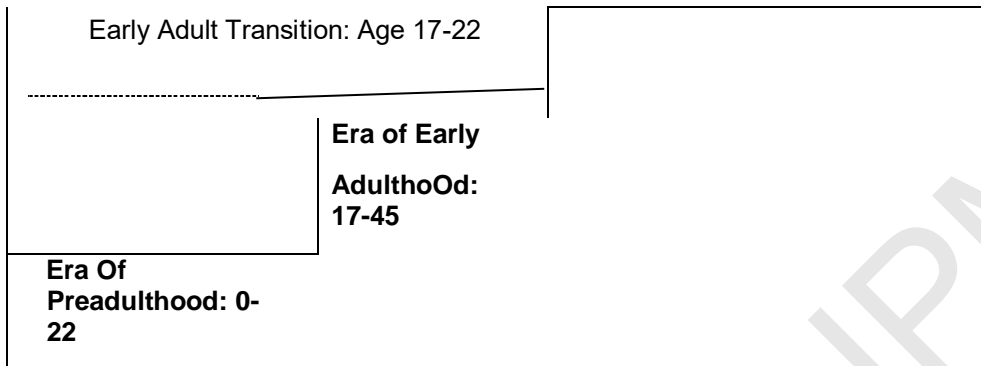 Early Adult Transition: Age 17-22
Era of Early
AdulthoOd:
17-45
Era Of
Preadulthood: 0-
22